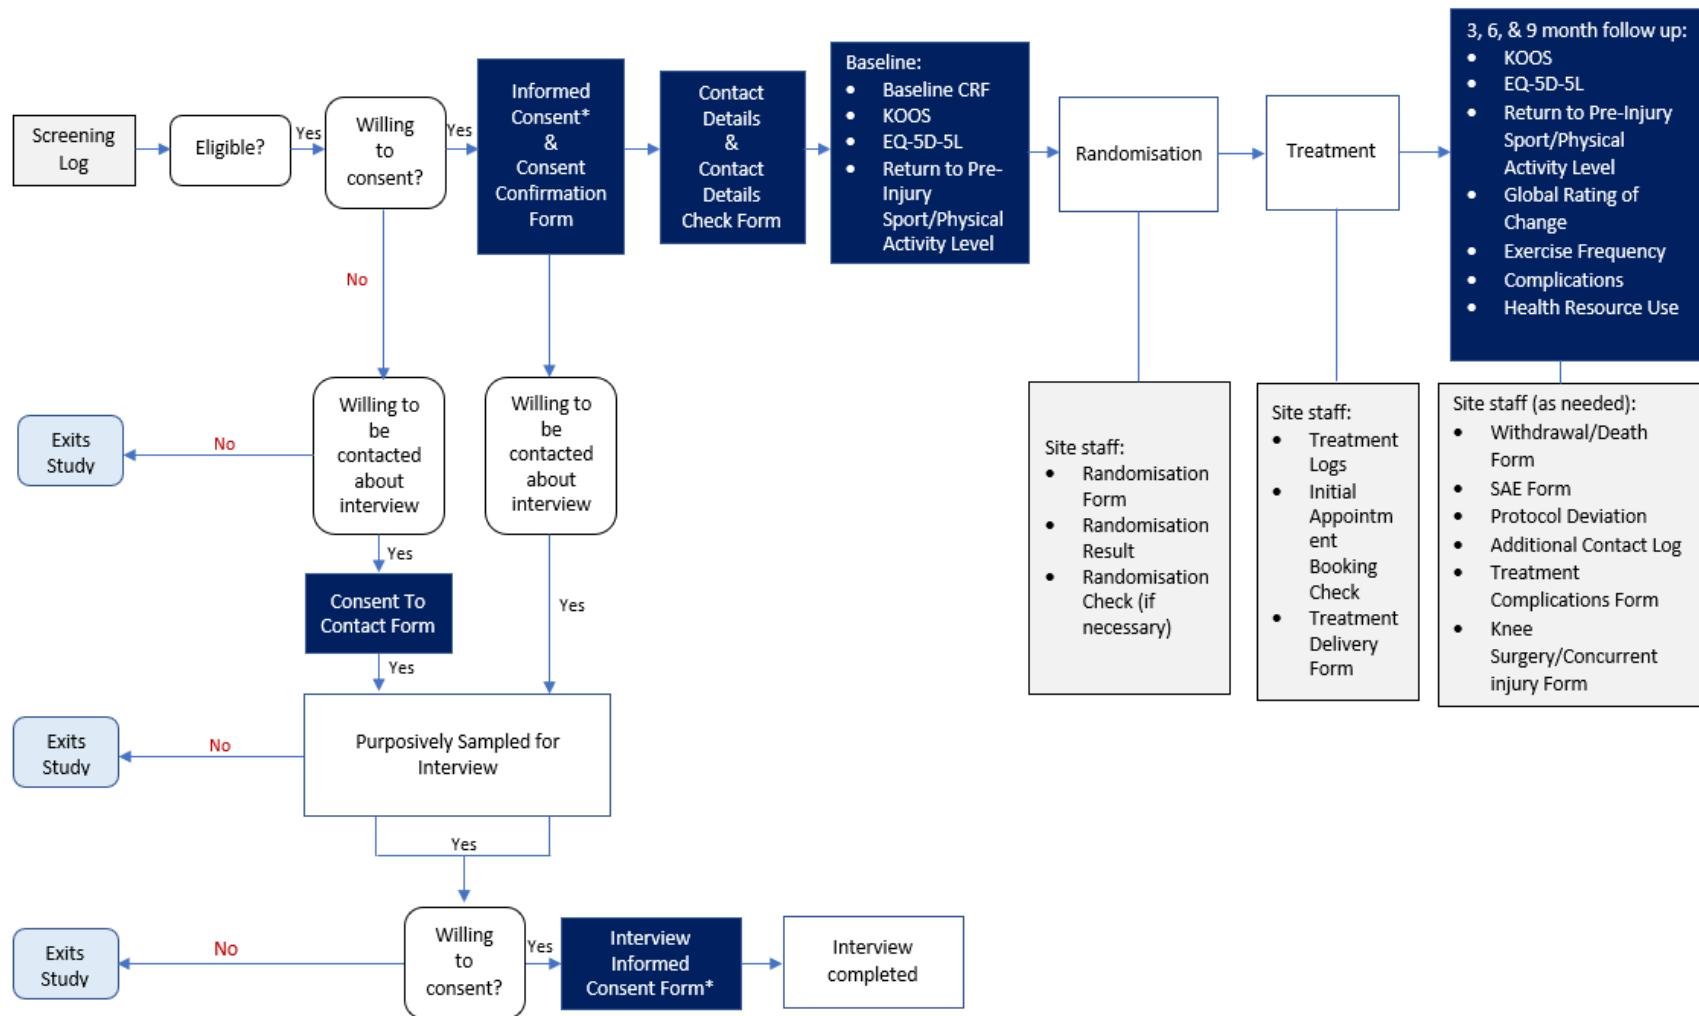 Screening
Log
Eligible?
Yes
Willing
to
consent?
Yes
Informed
Consent*
&
Consent
Confirmation
Form
Contact
Details
&
Contact
Details
Check Form
Baseline:
• Baseline CRF
• KOOS
• EQ-5D-5L
• Return to Pre-
Injury
Sport/Physical
Activity Level
Randomisation
Treatment
3, 6, & 9 month follow up:
• KOOS
• EQ-5D-5L
• Return to Pre-Injury
Sport/Physical
Activity Level
• Global Rating of
Change
• Exercise Frequency
• Complications
• Health Resource Use
No
Exits
Study
No
Willing to
be
contacted
about
interview
Willing to
be
contacted
about
interview
Site staff:
• Randomisation
Form
• Randomisation
Result
• Randomisation
Check (if
necessary)
Site staff:
• Treatment
Logs
• Initial
Appointm
ent
Booking
Check
• Treatment
Delivery
Form
Site staff (as needed):
• Withdrawal/Death
Form
• SAE Form
• Protocol Deviation
• Additional Contact Log
• Treatment
Complications Form
• Knee
Surgery/Concurrent
injury Form
Yes
Consent To
Contact Form
Yes
Yes
Exits
Study
No
Purposively Sampled for
Interview
Yes
Exits
Study
No
Willing
to
consent?
Yes
Interview
Informed
Consent Form*
Interview
completed